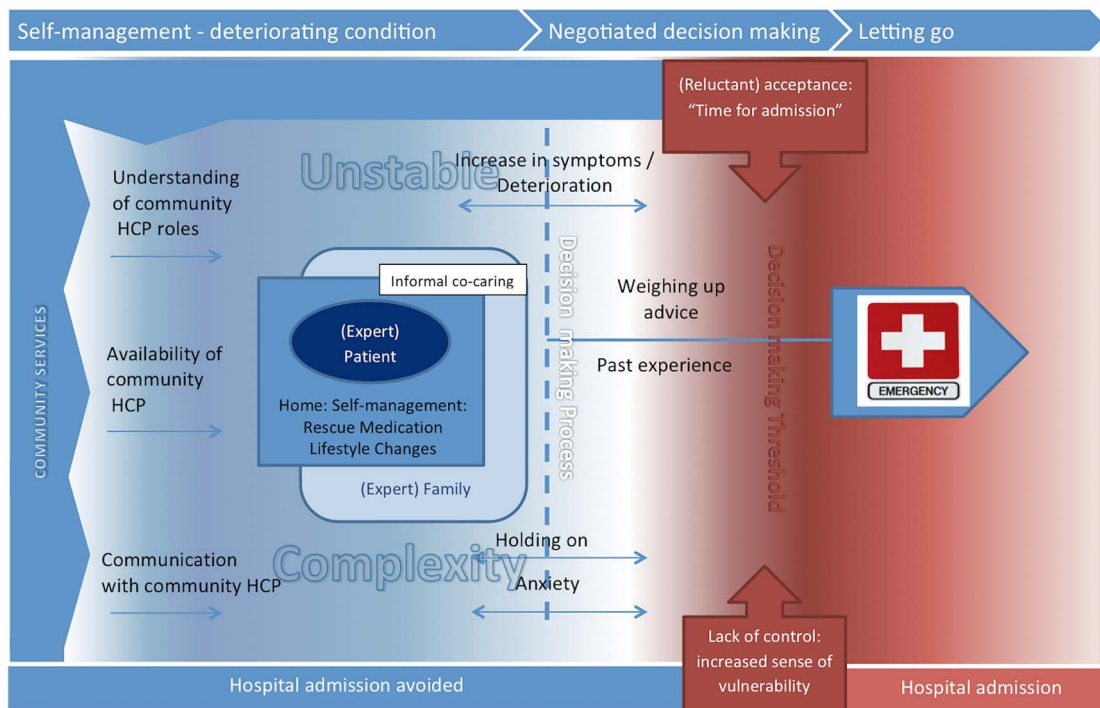 Self-management - deteriorating condition
Negotiated decision making
Letting go
(Reluctant) acceptance:
“Time for admission”
Unstable
Increase in symptoms /
Deterioration
Understanding
of community
HCP roles
COMMUNITY SERVICES
Informal co-caring
(Expert)
Patient
Home: Self-management:
Rescue Medication
Lifestyle Changes
(Expert) Family
Availability of
community
HCP
Decision making Process
Weighing up
advice
Past experience
Decision making Threshold
EMERGENCY
Communication
with community HCP
Complexity
Holding on
Anxiety
Lack of control:
increased sense of
vulnerability
Hospital admission avoided
Hospital admission